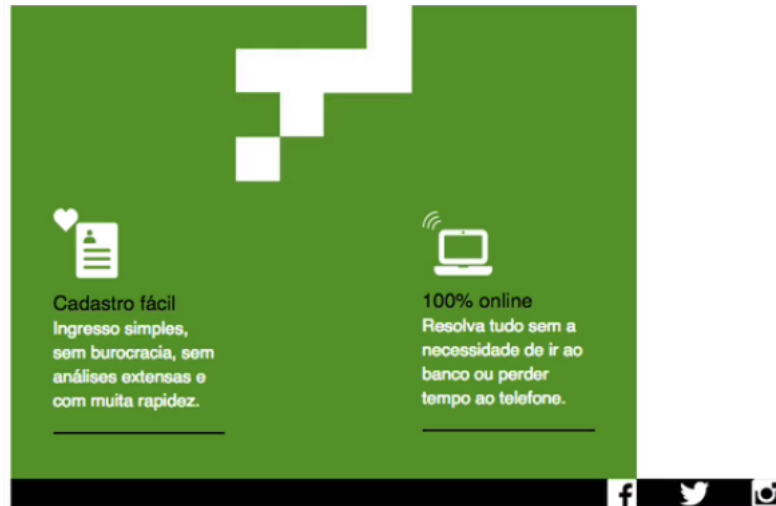 Cadastro fácil
Ingresso simples,
sem burocracia, sem
análises extensas e
com muita rapidez.
100% online
Resolva tudo sem a
necessidade de ir ao
banco ou perder
tempo ao telefone.